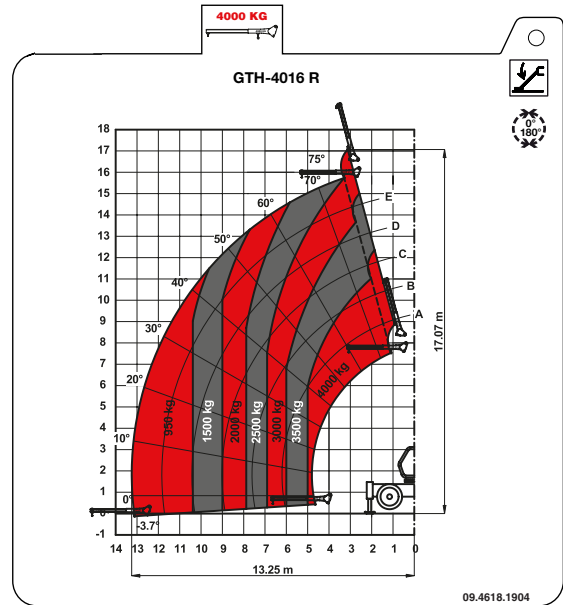 4000 KG
GTH-4016 R
0°
180°
18
17
16
15
14
13
12
11
10
9
8
7
6
5
4
3
2
1
0
-1
75°
70°
60°
50°
40°
30°
20°
10°
0°
-3.7°
E
D
C
B
A
950 kg
1500 kg
2000 kg
2500 kg
3000 kg
3500 kg
4000 kg
17.07 m
14 13 12 11 10 9 8 7 6 5 4 3 2 1 0
13.25 m
09.4618.1904